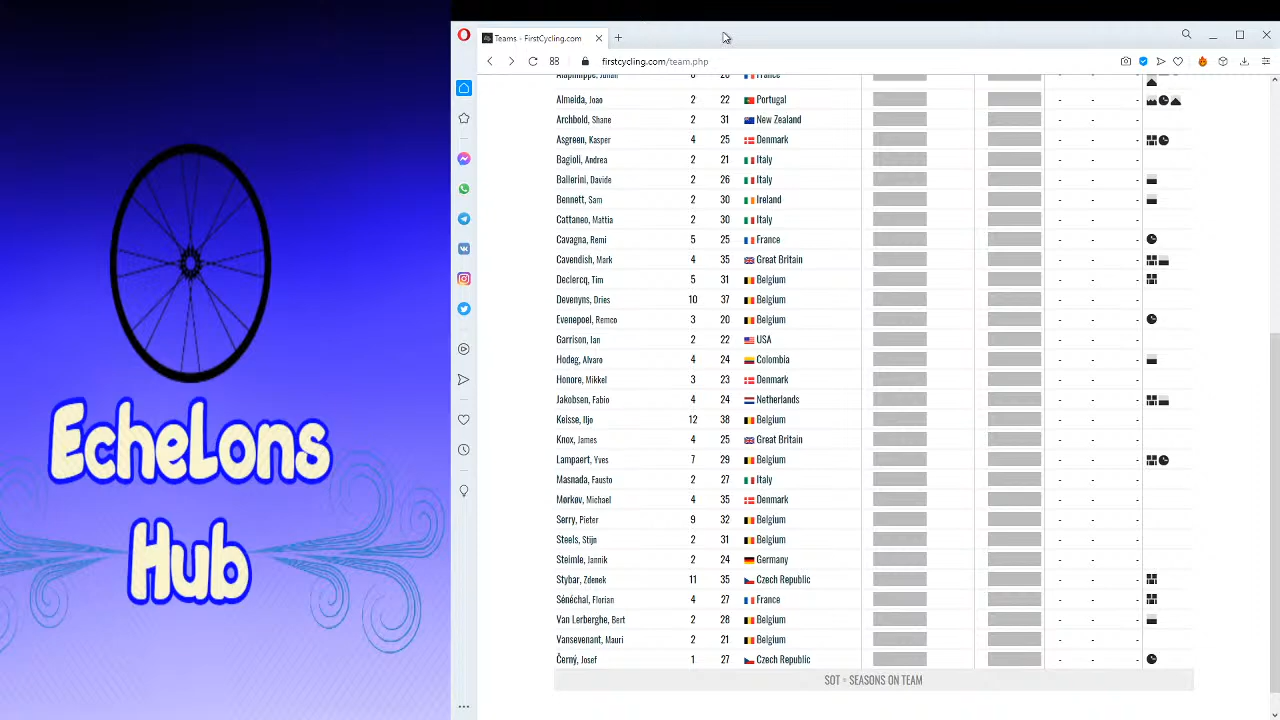 EcheLons
Hub
Teams - FirstCycling.com
firstcycling.com/team.php
Alaphilippe, Julian France
Almeida, Joao 2 22 Portugal - - -
Archbold, Shane 2 31 New Zealand - - -
Asgreen, Kasper 4 25 Denmark - - -
Bagioli, Andrea 2 21 Italy - - -
Ballerini, Davide 2 26 Italy - - -
Bennett, Sam 2 30 Ireland - - -
Cattaneo, Mattia 2 30 Italy - - -
Cavagna, Remi 5 25 France - - -
Cavendish, Mark 4 35 Great Britain - - -
Declercq, Tim 5 31 Belgium - - -
Devenyns, Dries 10 37 Belgium - - -
Evenepoel, Remco 3 20 Belgium - - -
Garrison, Ian 2 22 USA - - -
Hodeg, Alvaro 4 24 Colombia - - -
Honore, Mikkel 3 23 Denmark - - -
Jakobsen, Fabio 4 24 Netherlands - - -
Keisse, Iljo 12 38 Belgium - - -
Knox, James 4 25 Great Britain - - -
Lampaert, Yves 7 29 Belgium - - -
Masnada, Fausto 2 27 Italy - - -
Mørkøv, Michael 4 35 Denmark - - -
Serry, Pieter 9 32 Belgium - - -
Steels, Stijn 2 31 Belgium - - -
Steimle, Jannik 2 24 Germany - - -
Stybar, Zdenek 11 35 Czech Republic - - -
Sénéchal, Florian 4 27 France - - -
Van Lerberghe, Bert 2 28 Belgium - - -
Vansevenant, Mauri 2 21 Belgium - - -
Černý, Josef 1 27 Czech Republic - - -
SOT = SEASONS ON TEAM